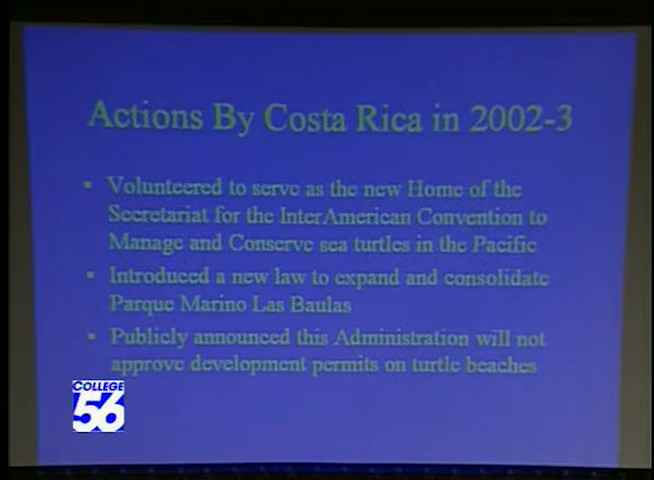 Actions By Costa Rica in 2002-3
▪ Volunteered to serve as the new Home of the
Secretariat for the InterAmerican Convention to
Manage and Conserve sea turtles in the Pacific
▪ Introduced a new law to expand and consolidate
Parque Marino Las Baulas
▪ Publicly announced this Administration will not
approve development permits on turtle beaches
COLLEGE
56